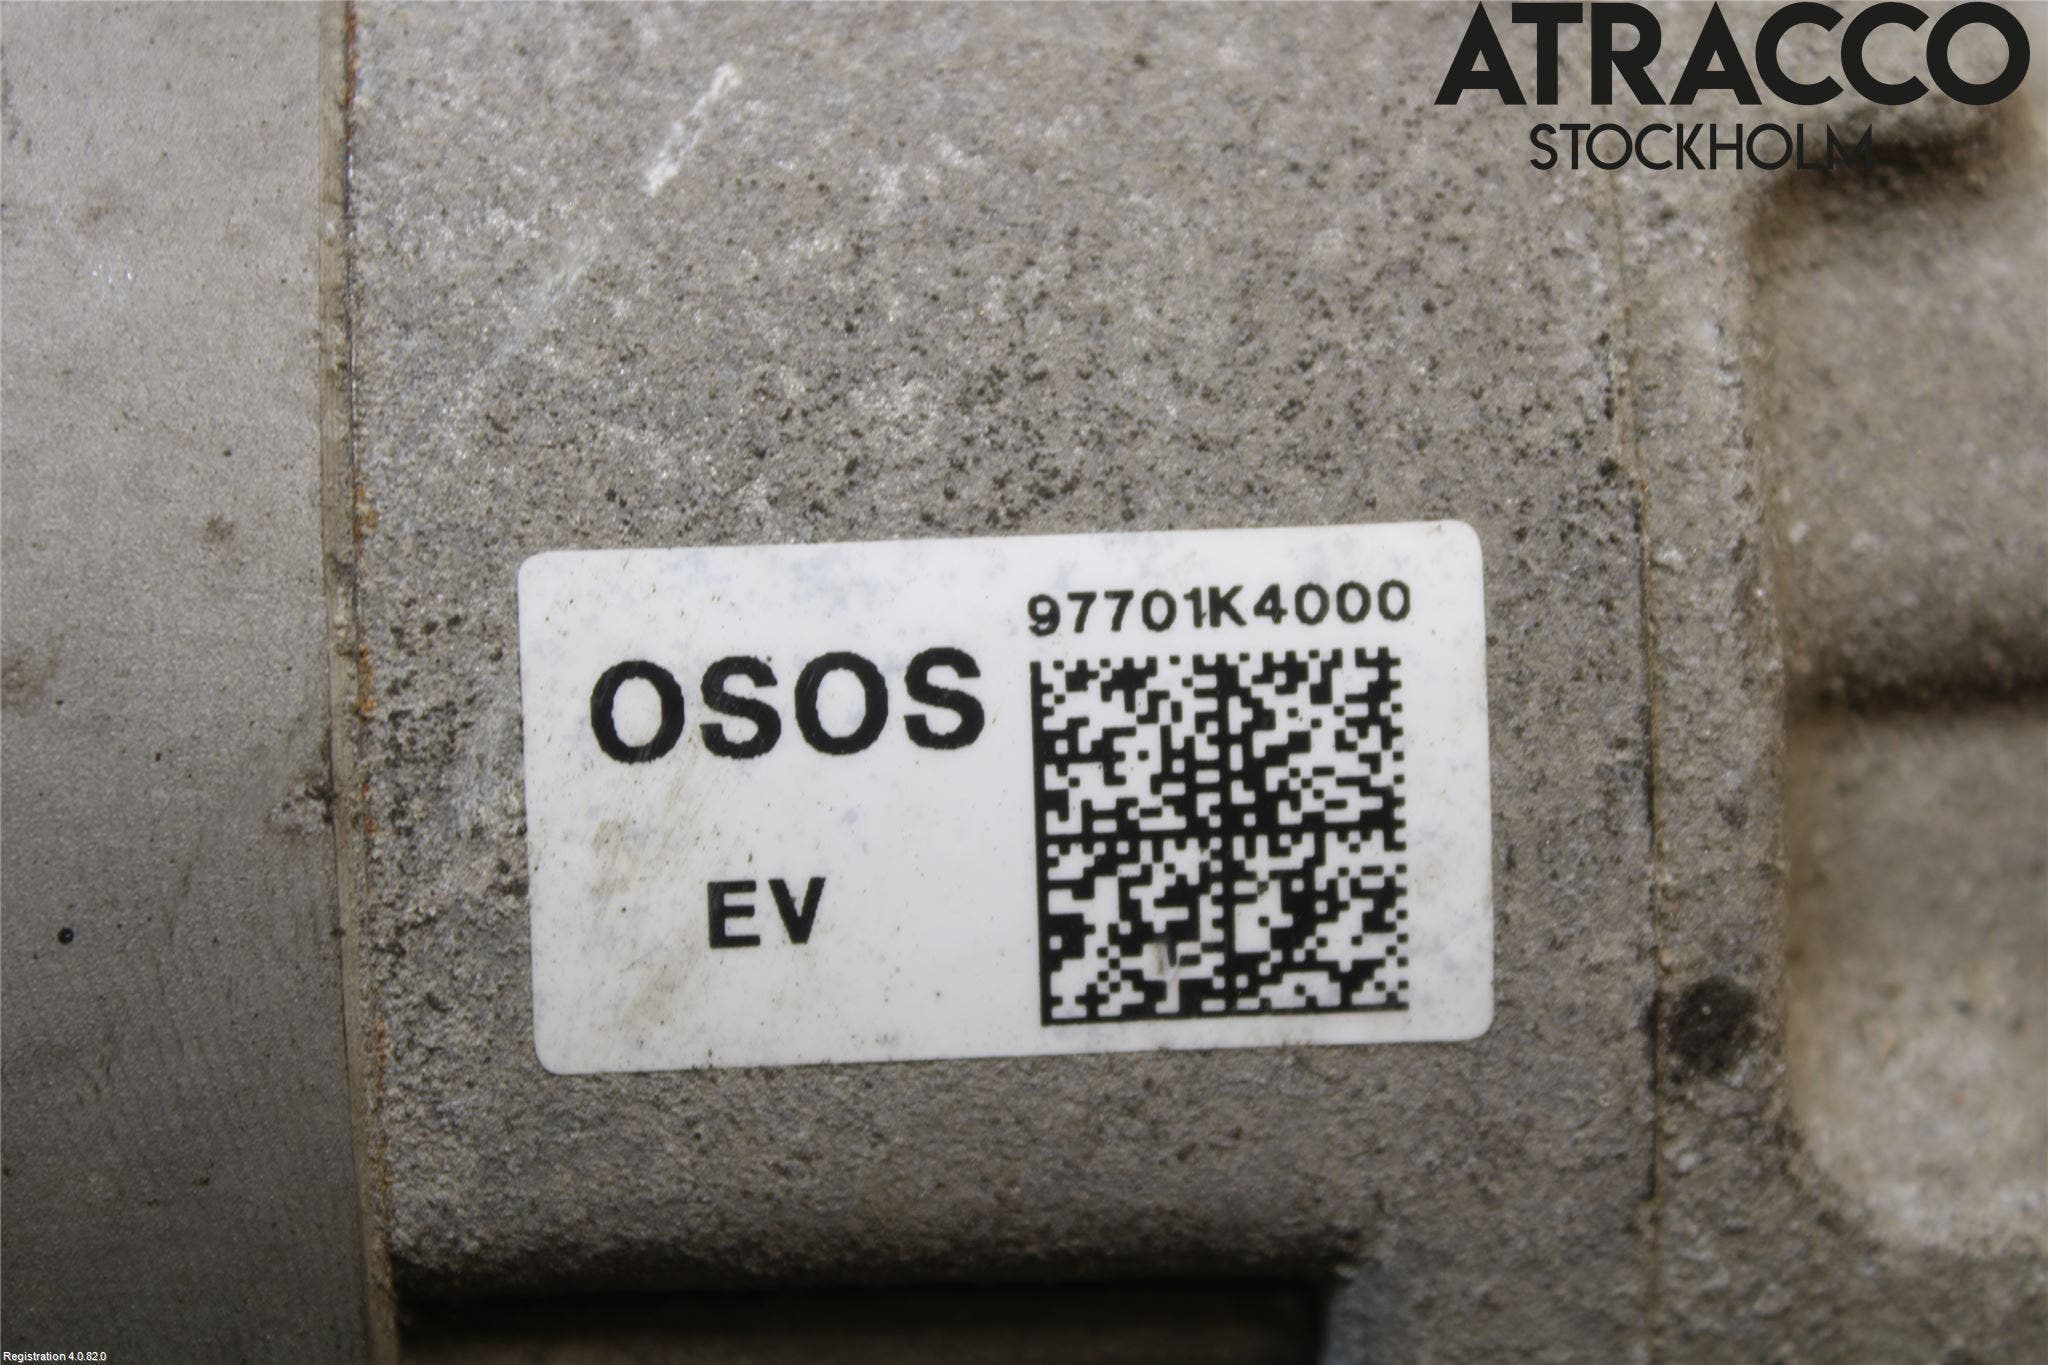 ATRACCO
STOCKHOLM
97701K4000
OSOS
EV
Registration 4.0.82.0